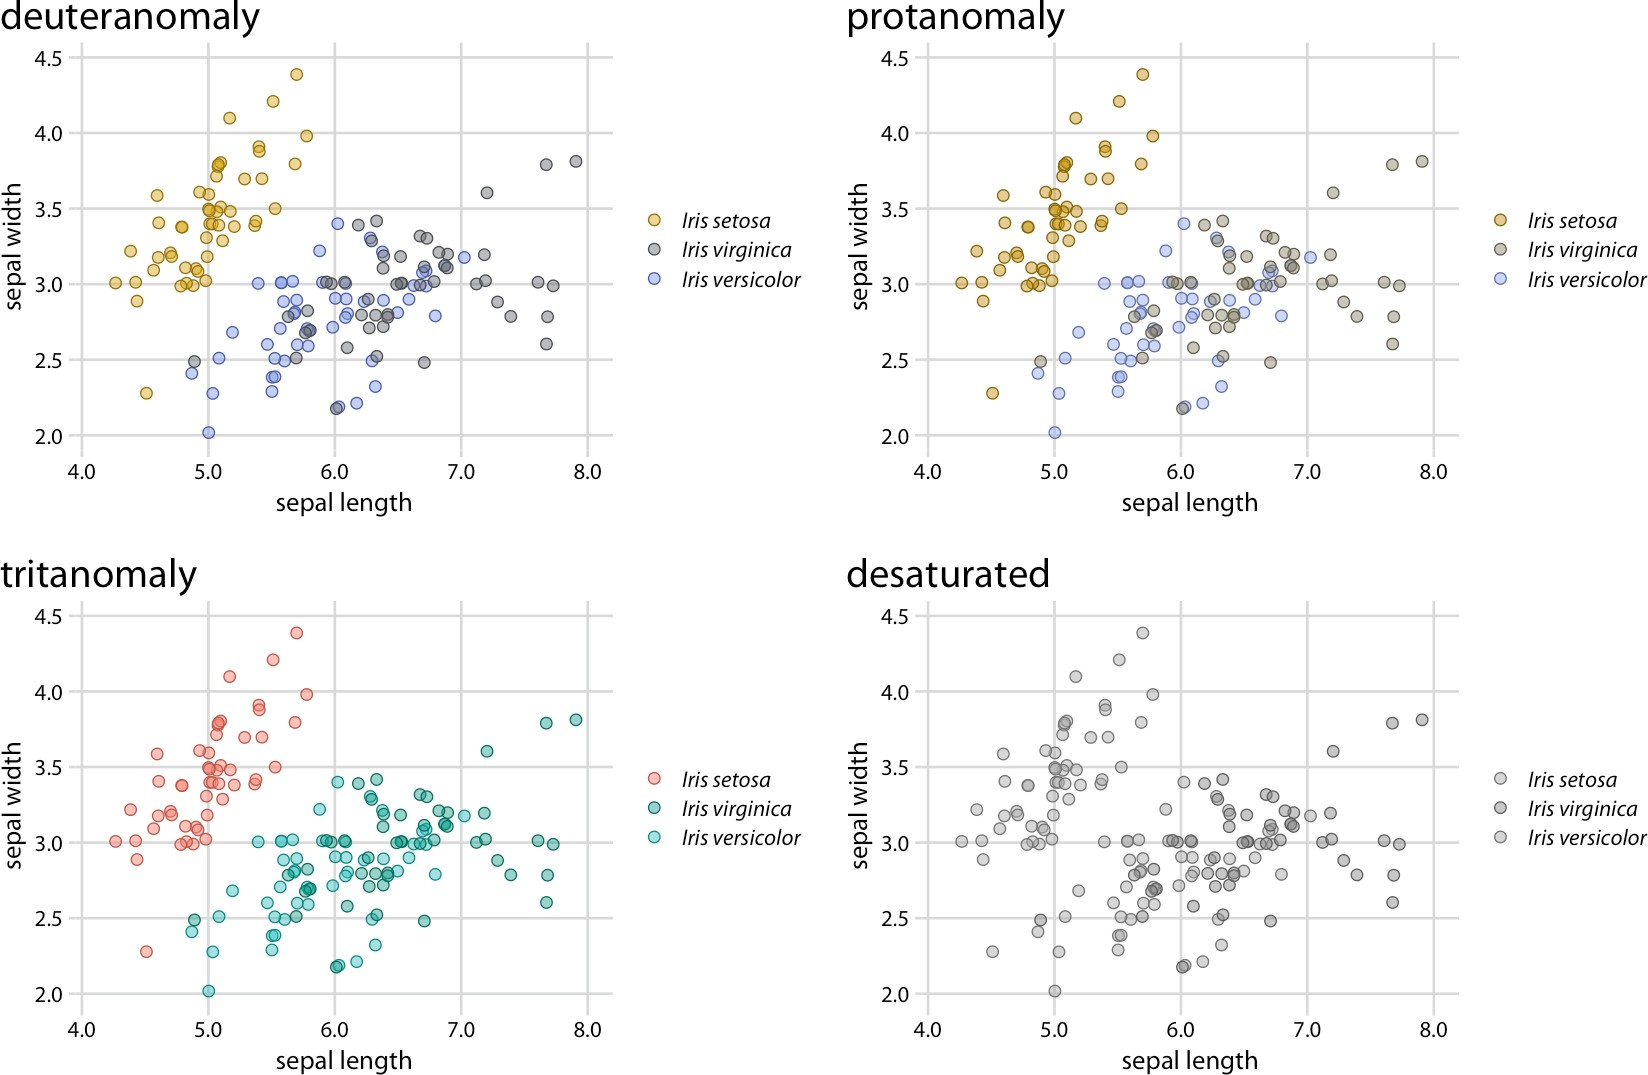 deuteranomaly
4.5
4.0
3.5
3.0
2.5
2.0
sepal width
4.0 5.0 6.0 7.0 8.0
sepal length
Iris setosa
Iris virginica
Iris versicolor
protanomaly
4.5
4.0
3.5
3.0
2.5
2.0
sepal width
4.0 5.0 6.0 7.0 8.0
sepal length
Iris setosa
Iris virginica
Iris versicolor
tritanomaly
4.5
4.0
3.5
3.0
2.5
2.0
sepal width
4.0 5.0 6.0 7.0 8.0
sepal length
Iris setosa
Iris virginica
Iris versicolor
desaturated
4.5
4.0
3.5
3.0
2.5
2.0
sepal width
4.0 5.0 6.0 7.0 8.0
sepal length
Iris setosa
Iris virginica
Iris versicolor